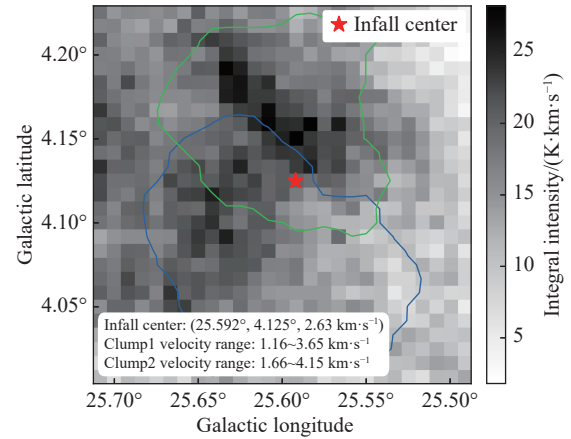 Infall center
4.20°
4.15°
4.10°
4.05°
Galactic latitude
Infall center: (25.592°, 4.125°, 2.63 km·s⁻¹)
Clump1 velocity range: 1.16~3.65 km·s⁻¹
Clump2 velocity range: 1.66~4.15 km·s⁻¹
25.70°
25.65°
25.60°
25.55°
25.50°
Galactic longitude
25
20
15
10
5
Integral intensity/(K·km·s⁻¹)